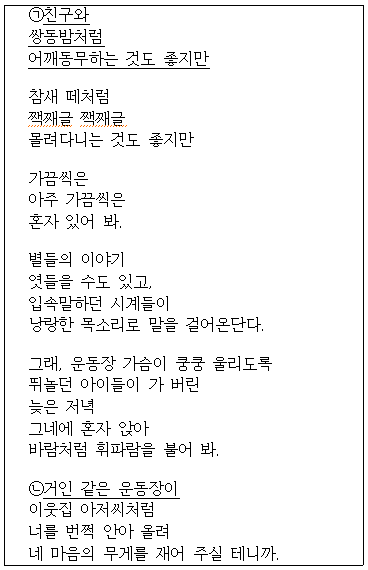 ㉠친구와
쌍동밤처럼
어깨동무하는 것도 좋지만
참새 떼처럼
짹째글 짹째글
몰려다니는 것도 좋지만
가끔씩은
아주 가끔씩은
혼자 있어 봐.
별들의 이야기
엿들을 수도 있고,
입속말하던 시계들이
낭랑한 목소리로 말을 걸어온단다.
그래, 운동장 가슴이 쿵쿵 울리도록
뛰놀던 아이들이 가 버린
늦은 저녁
그네에 혼자 앉아
바람처럼 휘파람을 불어 봐.
㉡거인 같은 운동장이
이웃집 아저씨처럼
너를 번쩍 안아 올려
네 마음의 무게를 재어 주실 테니까.